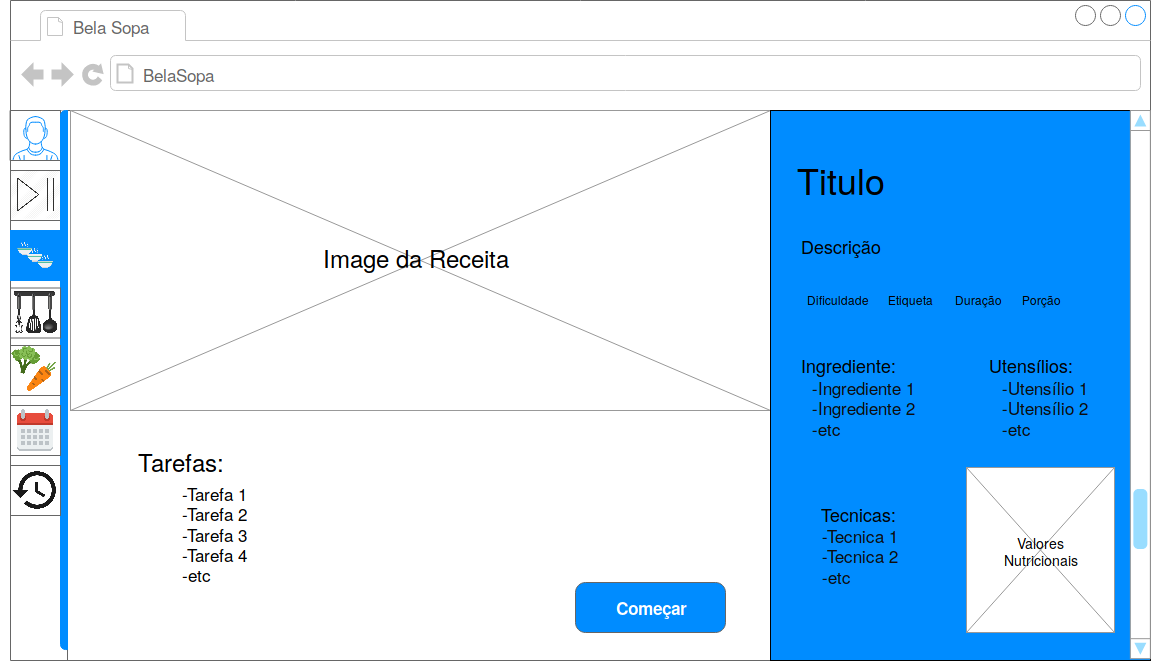 Bela Sopa
BelaSopa
Image da Receita
Titulo
Descrição
Dificuldade Etiqueta Duração Porção
Ingrediente:
-Ingrediente 1
-Ingrediente 2
-etc
Utensílios:
-Utensílio 1
-Utensílio 2
-etc
Tarefas:
-Tarefa 1
-Tarefa 2
-Tarefa 3
-Tarefa 4
-etc
Tecnicas:
-Tecnica 1
-Tecnica 2
-etc
Valores
Nutricionais
Começar